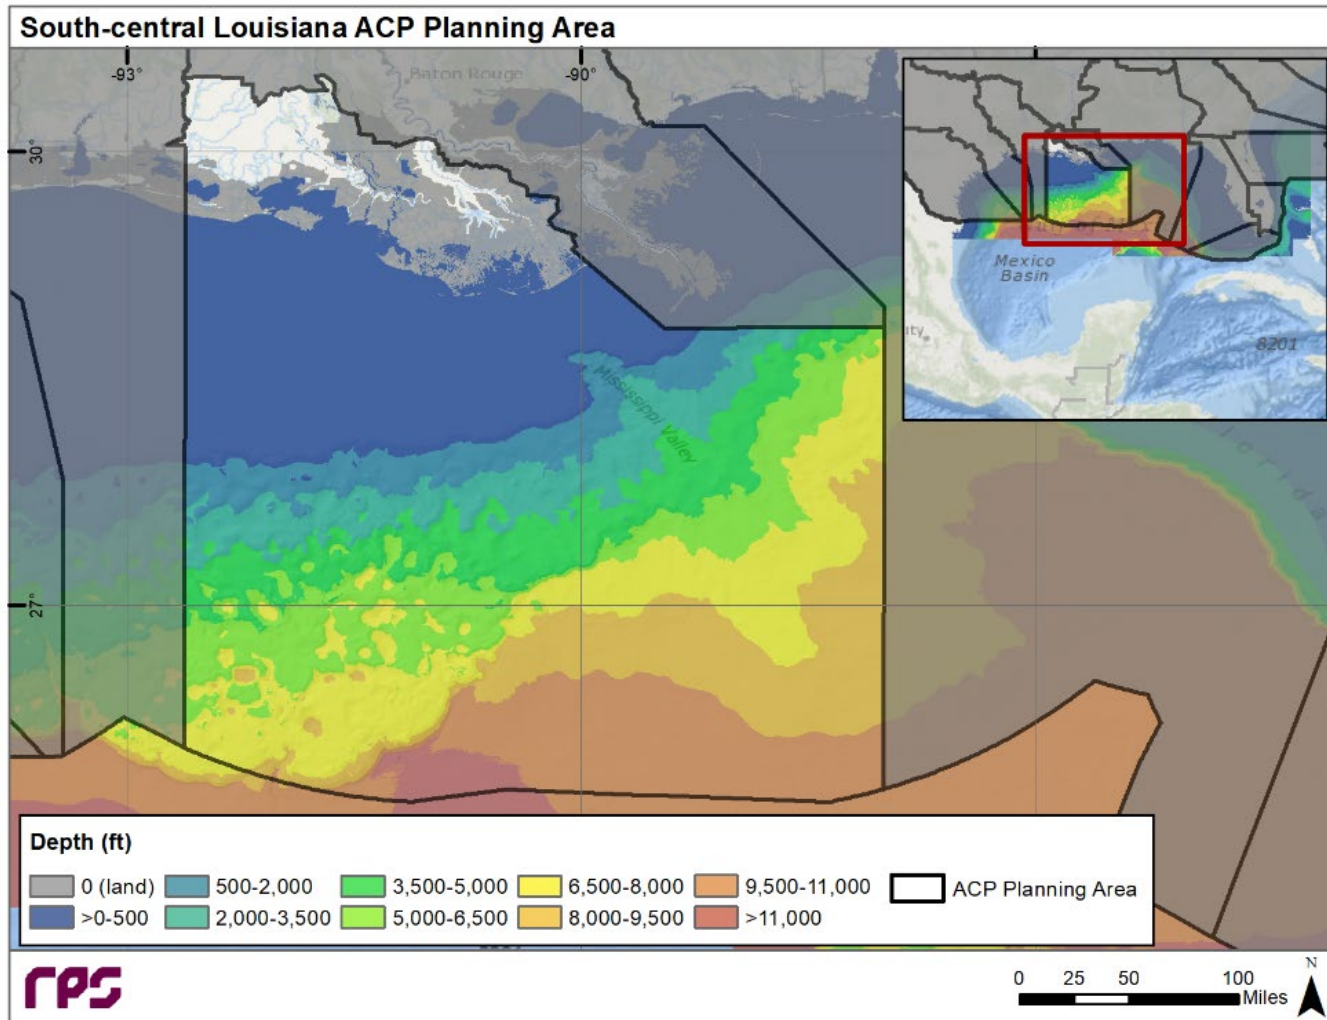 South-central Louisiana ACP Planning Area
-93°
-90°
Baton Rouge
30°
Mexico
Basin
8201
Mississippi Valley
27°
Depth (ft)
0 (land)
500-2,000
3,500-5,000
6,500-8,000
9,500-11,000
ACP Planning Area
>0-500
2,000-3,500
5,000-6,500
8,000-9,500
>11,000
rps
0 25 50 100
Miles
N